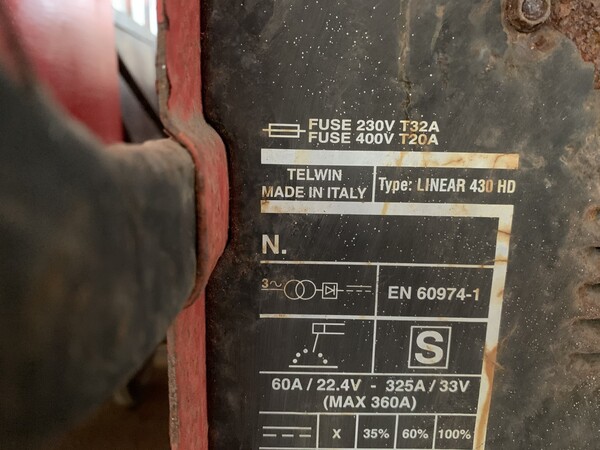 FUSE 230V T32A
FUSE 400V T20A
TELWIN
MADE IN ITALY
Type: LINEAR 430 HD
N.
3~
EN 60974-1
S
60A / 22.4V - 325A / 33V
(MAX 360A)
X 35% 60% 100%